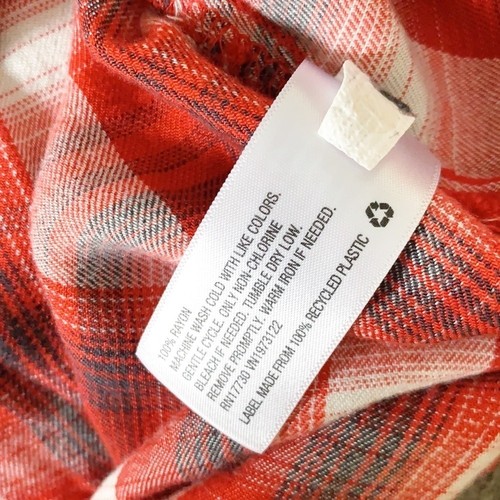 100% RAYON
MACHINE WASH COLD WITH LIKE COLORS.
GENTLE CYCLE. ONLY NON-CHLORINE
BLEACH IF NEEDED. TUMBLE DRY LOW.
REMOVE PROMPTLY. WARM IRON IF NEEDED.
RN17730 VN1973122
LABEL MADE FROM 100% RECYCLED PLASTIC